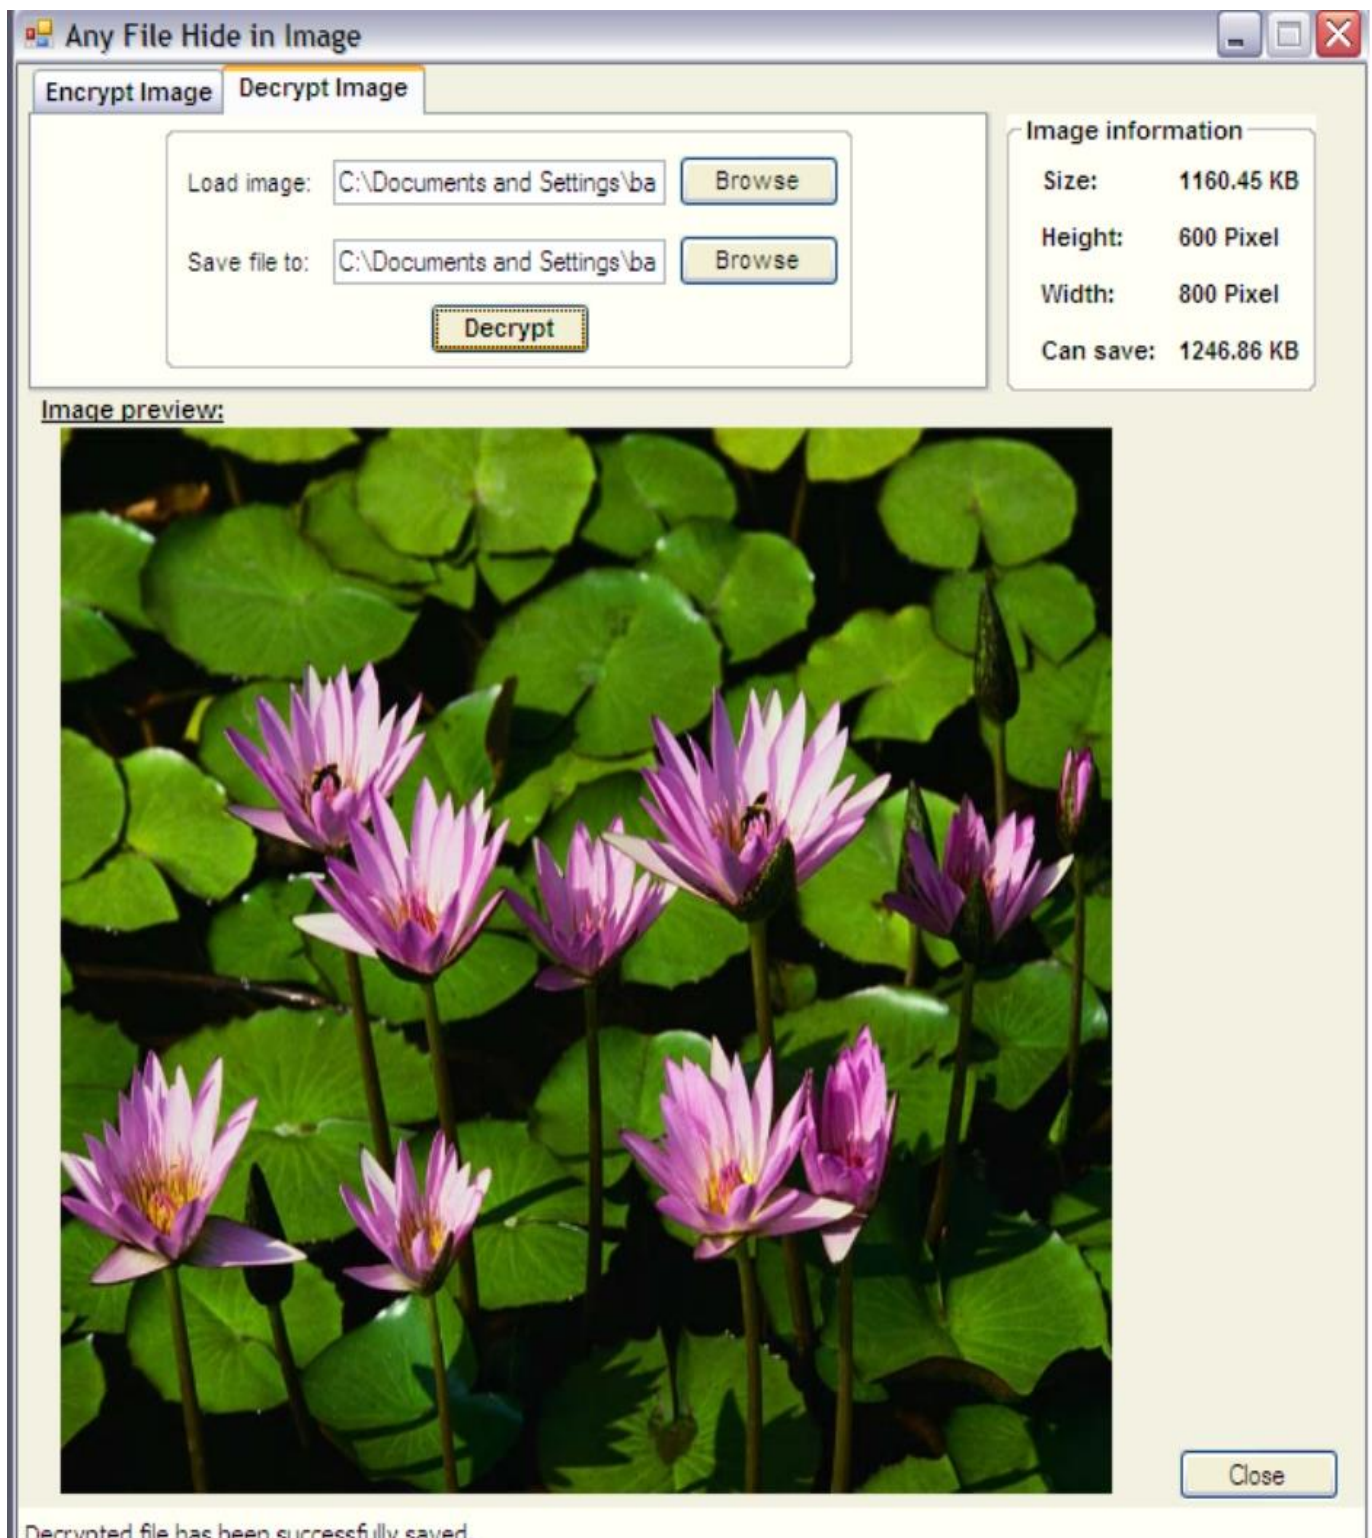 Any File Hide in Image
Encrypt Image Decrypt Image
Load image: C:\Documents and Settings\ba Browse
Save file to: C:\Documents and Settings\ba Browse
Decrypt
Image information
Size: 1160.45 KB
Height: 600 Pixel
Width: 800 Pixel
Can save: 1246.86 KB
Image preview:
Close
Decrypted file has been successfully saved